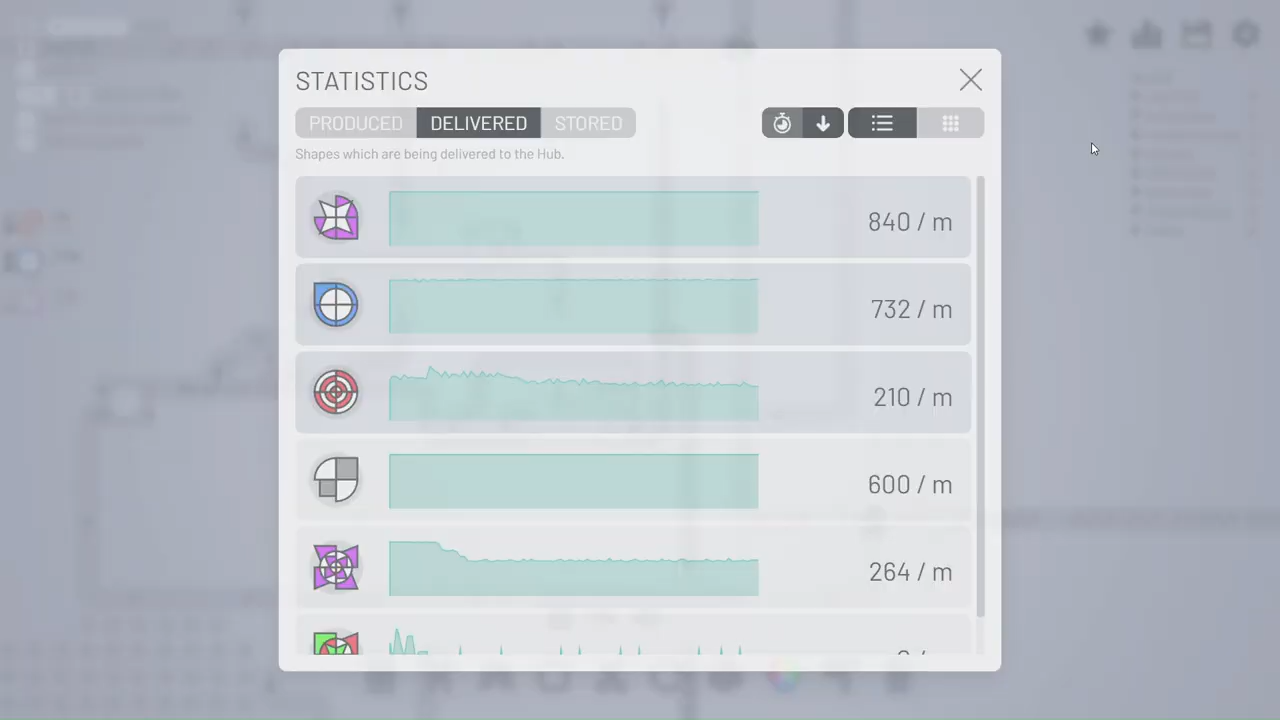 STATISTICS
PRODUCED DELIVERED STORED
Shapes which are being delivered to the Hub.
840 / m
732 / m
210 / m
600 / m
264 / m